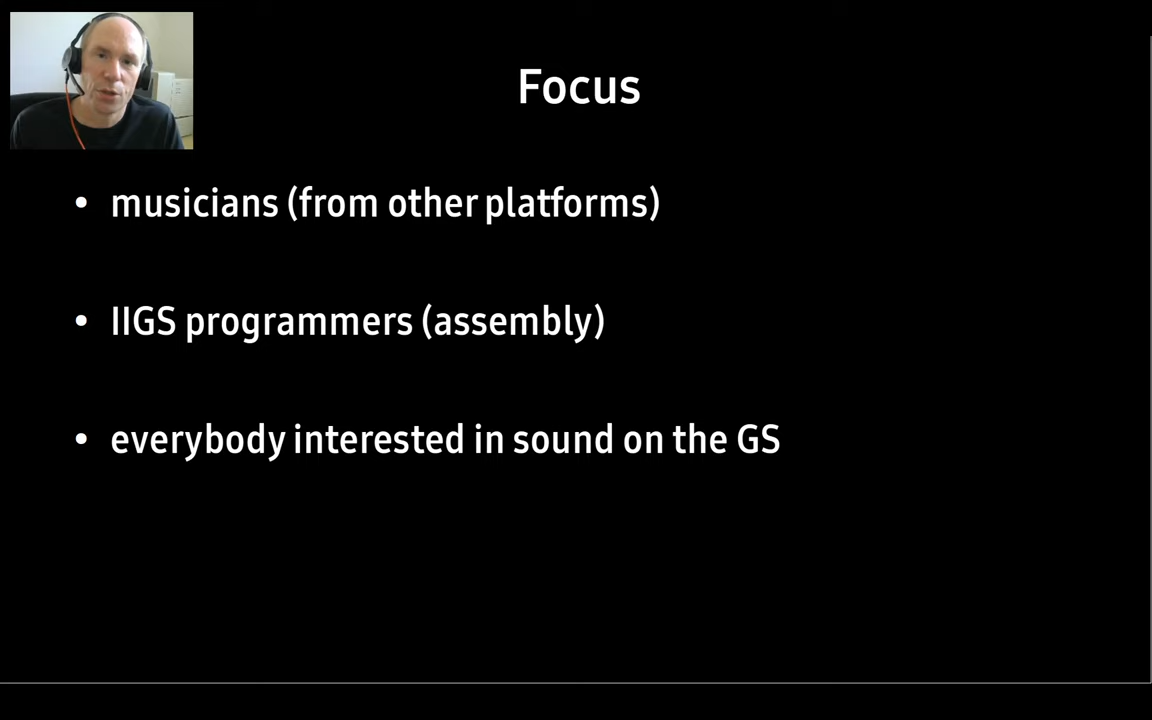 Focus
• musicians (from other platforms)
• IIGS programmers (assembly)
• everybody interested in sound on the GS